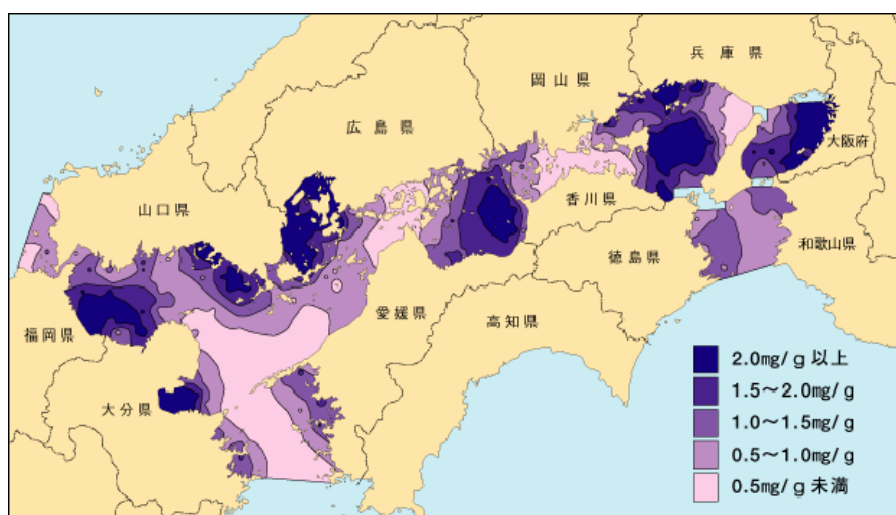 兵庫県
岡山県
広島県
大阪府
山口県
香川県
和歌山県
徳島県
愛媛県
高知県
福岡県
大分県
2.0mg/g以上
1.5～2.0mg/g
1.0～1.5mg/g
0.5～1.0mg/g
0.5mg/g未満